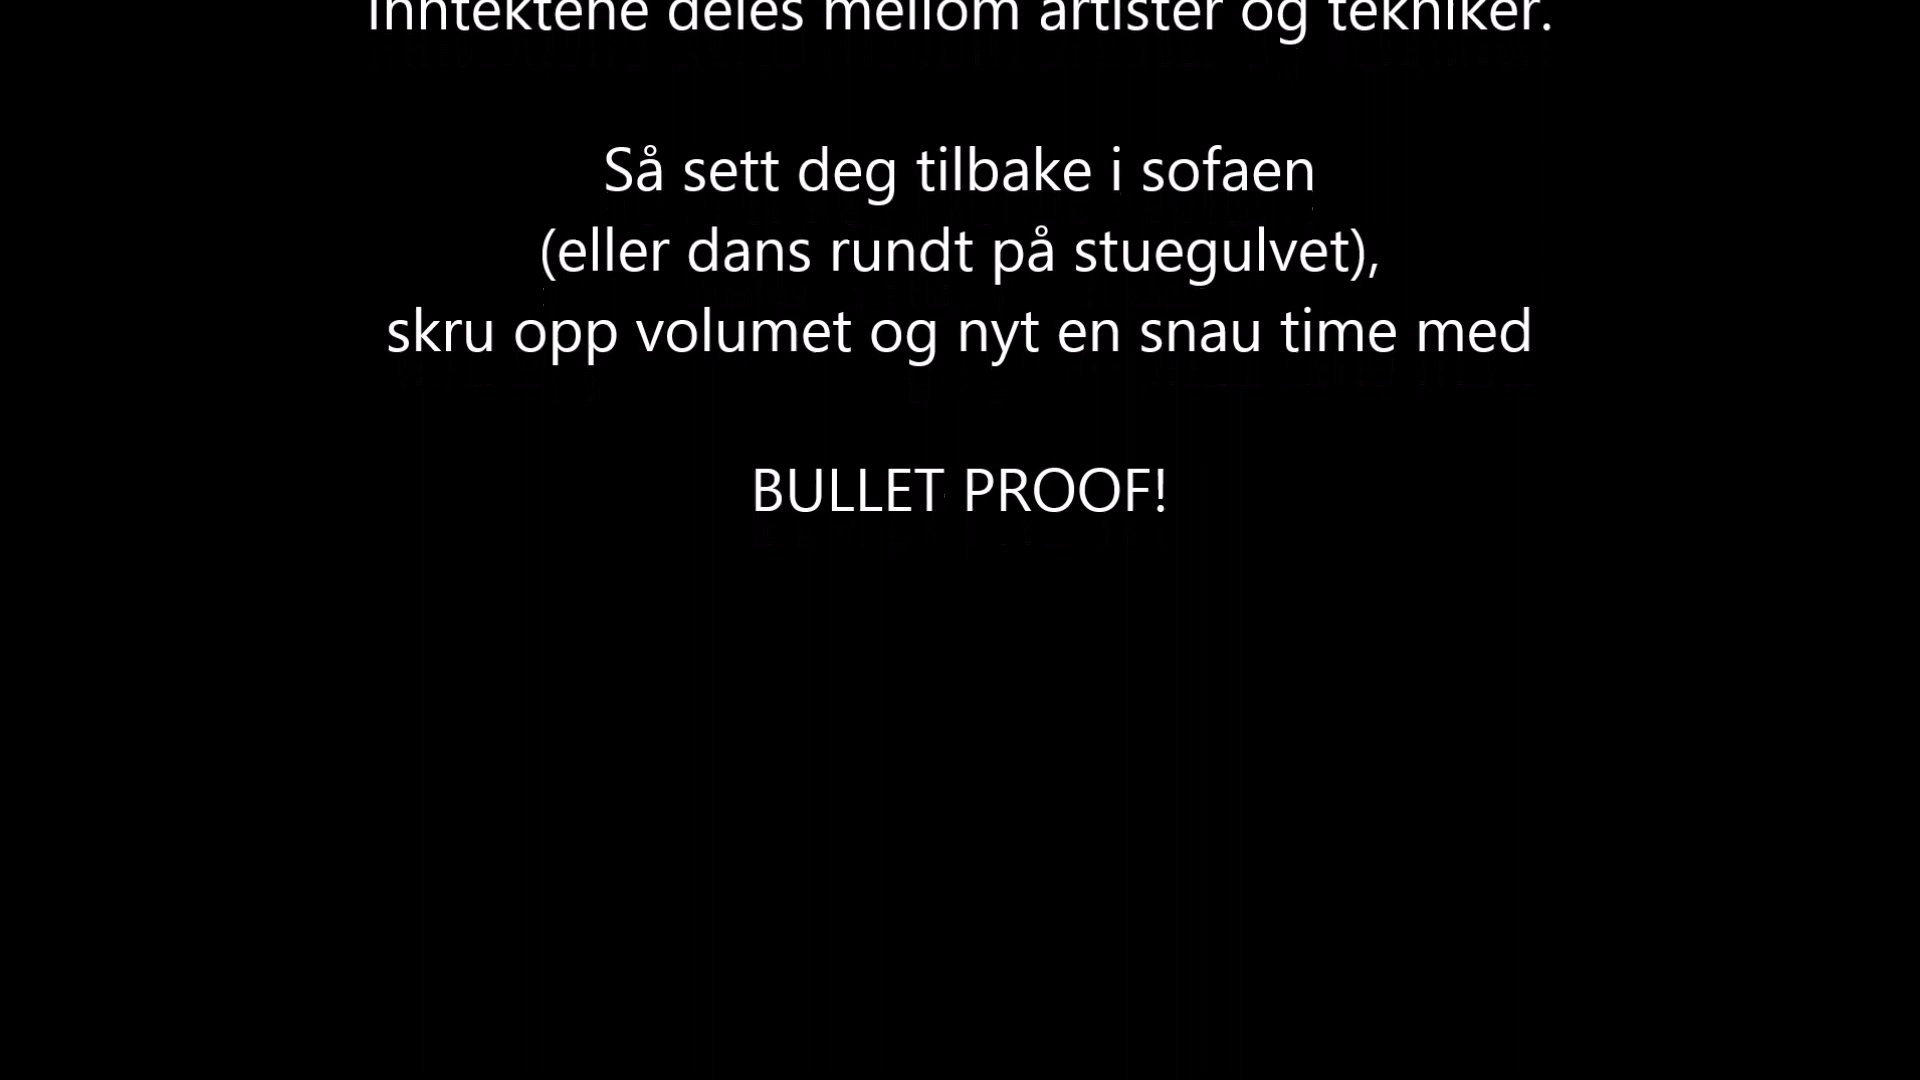 Inntektene deles mellom artister og tekniker.
Så sett deg tilbake i sofaen
(eller dans rundt på stuegulvet),
skru opp volumet og nyt en snau time med
BULLET PROOF!